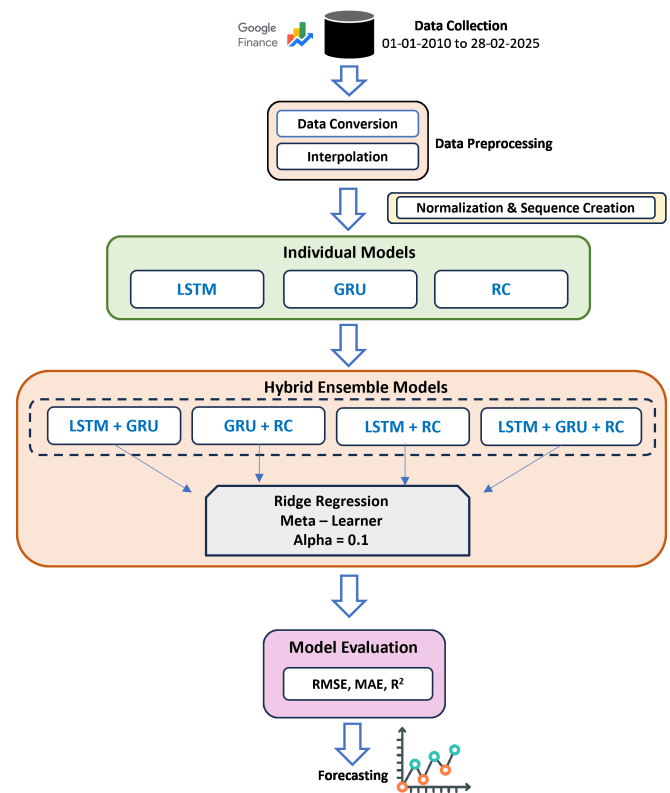 Google
Finance
Data Collection
01-01-2010 to 28-02-2025
Data Conversion
Interpolation
Data Preprocessing
Normalization & Sequence Creation
Individual Models
LSTM
GRU
RC
Hybrid Ensemble Models
LSTM + GRU
GRU + RC
LSTM + RC
LSTM + GRU + RC
Ridge Regression
Meta – Learner
Alpha = 0.1
Model Evaluation
RMSE, MAE, R²
Forecasting